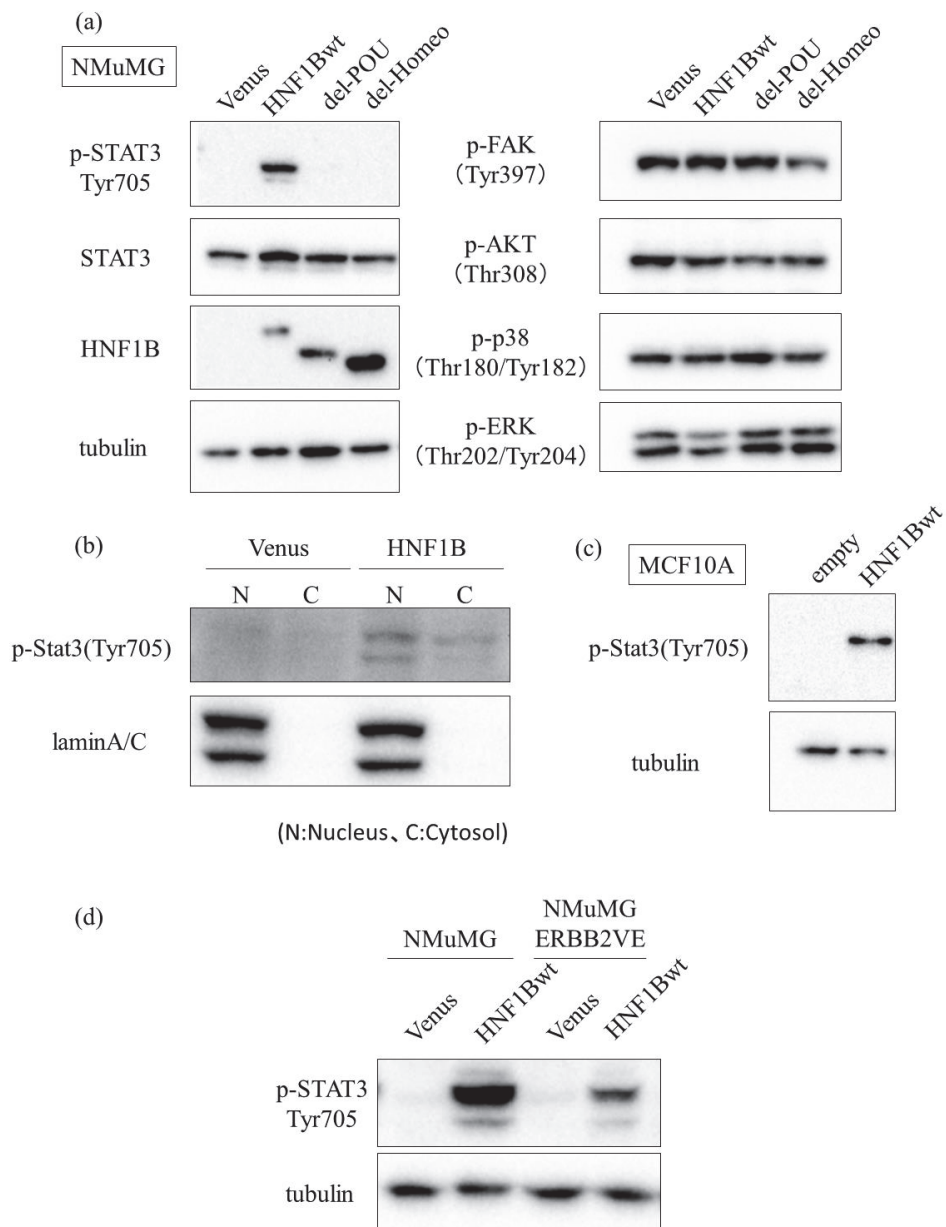 (a)
NMuMG
Venus
HNF1Bwt
del-POU
del-Homeo
p-STAT3
Tyr705
STAT3
HNF1B
tubulin
Venus
HNF1Bwt
del-POU
del-Homeo
p-FAK
(Tyr397)
p-AKT
(Thr308)
p-p38
(Thr180/Tyr182)
p-ERK
(Thr202/Tyr204)
(b)
Venus
HNF1B
N
C
N
C
p-Stat3(Tyr705)
laminA/C
(N:Nucleus、C:Cytosol)
(c)
MCF10A
empty
HNF1Bwt
p-Stat3(Tyr705)
tubulin
(d)
NMuMG
NMuMG
ERBB2VE
Venus
HNF1Bwt
Venus
HNF1Bwt
p-STAT3
Tyr705
tubulin